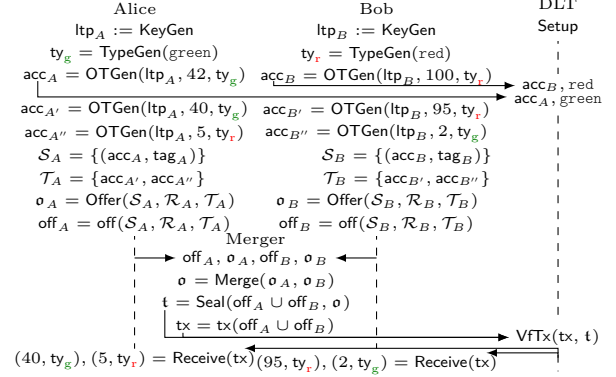 Alice Bob DLT
ltp_A := KeyGen ltp_B := KeyGen Setup
ty_g = TypeGen(green) ty_r = TypeGen(red)
acc_A = OTGen(ltp_A, 42, ty_g) acc_B = OTGen(ltp_B, 100, ty_r) acc_B, red
acc_A, green
acc_A′ = OTGen(ltp_A, 40, ty_g) acc_B′ = OTGen(ltp_B, 95, ty_r)
acc_A″ = OTGen(ltp_A, 5, ty_r) acc_B″ = OTGen(ltp_B, 2, ty_g)
𝒮_A = {(acc_A, tag_A)} 𝒮_B = {(acc_B, tag_B)}
𝒯_A = {acc_A′, acc_A″} 𝒯_B = {acc_B′, acc_B″}
𝔬_A = Offer(𝒮_A, ℛ_A, 𝒯_A) 𝔬_B = Offer(𝒮_B, ℛ_B, 𝒯_B)
off_A = off(𝒮_A, ℛ_A, 𝒯_A) off_B = off(𝒮_B, ℛ_B, 𝒯_B)
Merger
off_A, 𝔬_A, off_B, 𝔬_B
𝔬 = Merge(𝔬_A, 𝔬_B)
𝔱 = Seal(off_A ∪ off_B, 𝔬)
tx = tx(off_A ∪ off_B)
VfTx(tx, 𝔱)
(40, ty_g), (5, ty_r) = Receive(tx) (95, ty_r), (2, ty_g) = Receive(tx)